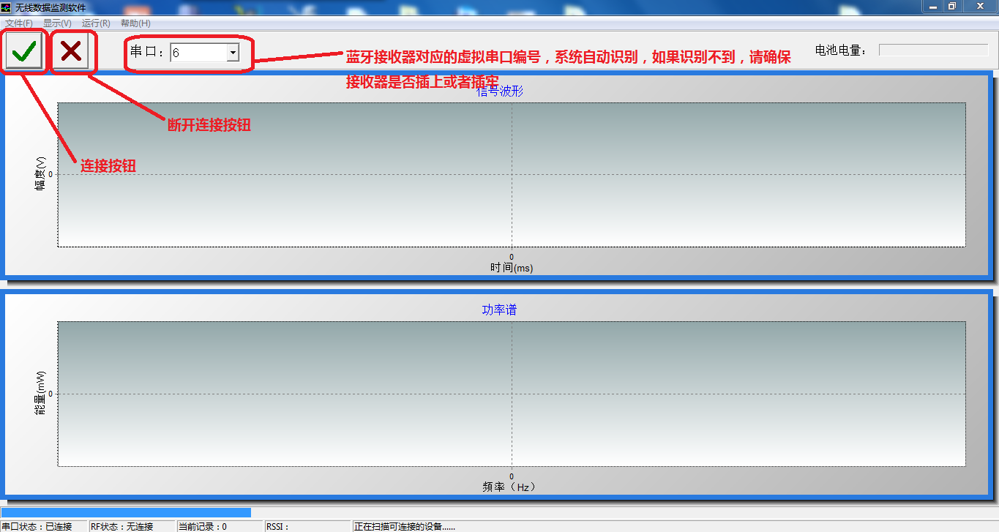 无线数据监测软件
文件(F) 显示(V) 运行(R) 帮助(H)
串口： 6
蓝牙接收器对应的虚拟串口编号，系统自动识别，如果识别不到，请确保
接收器是否插上或者插牢
电池电量：
信号波形
断开连接按钮
连接按钮
幅度(V)
0
0
时间(ms)
功率谱
能量(mW)
0
0
频率（Hz）
串口状态：已连接 RF状态：无连接 当前记录：0 RSSI： 正在扫描可连接的设备......